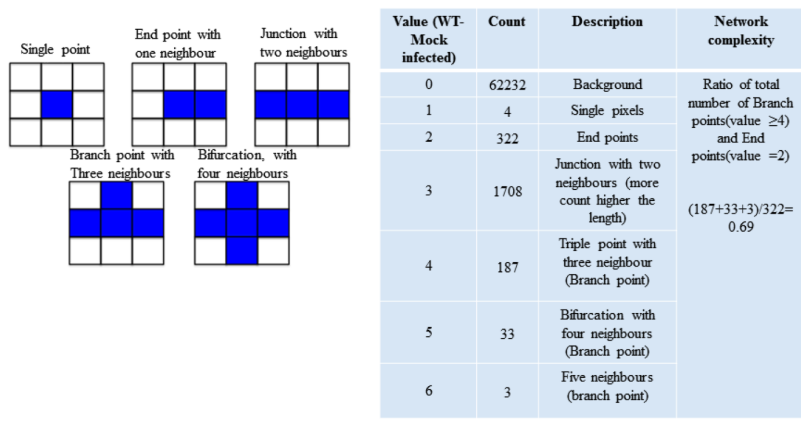 Single point
End point with
one neighbour
Junction with
two neighbours
Branch point with
Three neighbours
Bifurcation, with
four neighbours
Value (WT-
Mock
infected)
Count
Description
Network
complexity
0
62232
Background
Ratio of total
number of Branch
points(value ≥4)
and End
points(value =2)
(187+33+3)/322=
0.69
1
4
Single pixels
2
322
End points
3
1708
Junction with two
neighbours (more
count higher the
length)
4
187
Triple point with
three neighbour
(Branch point)
5
33
Bifurcation with
four neighbours
(Branch point)
6
3
Five neighbours
(branch point)